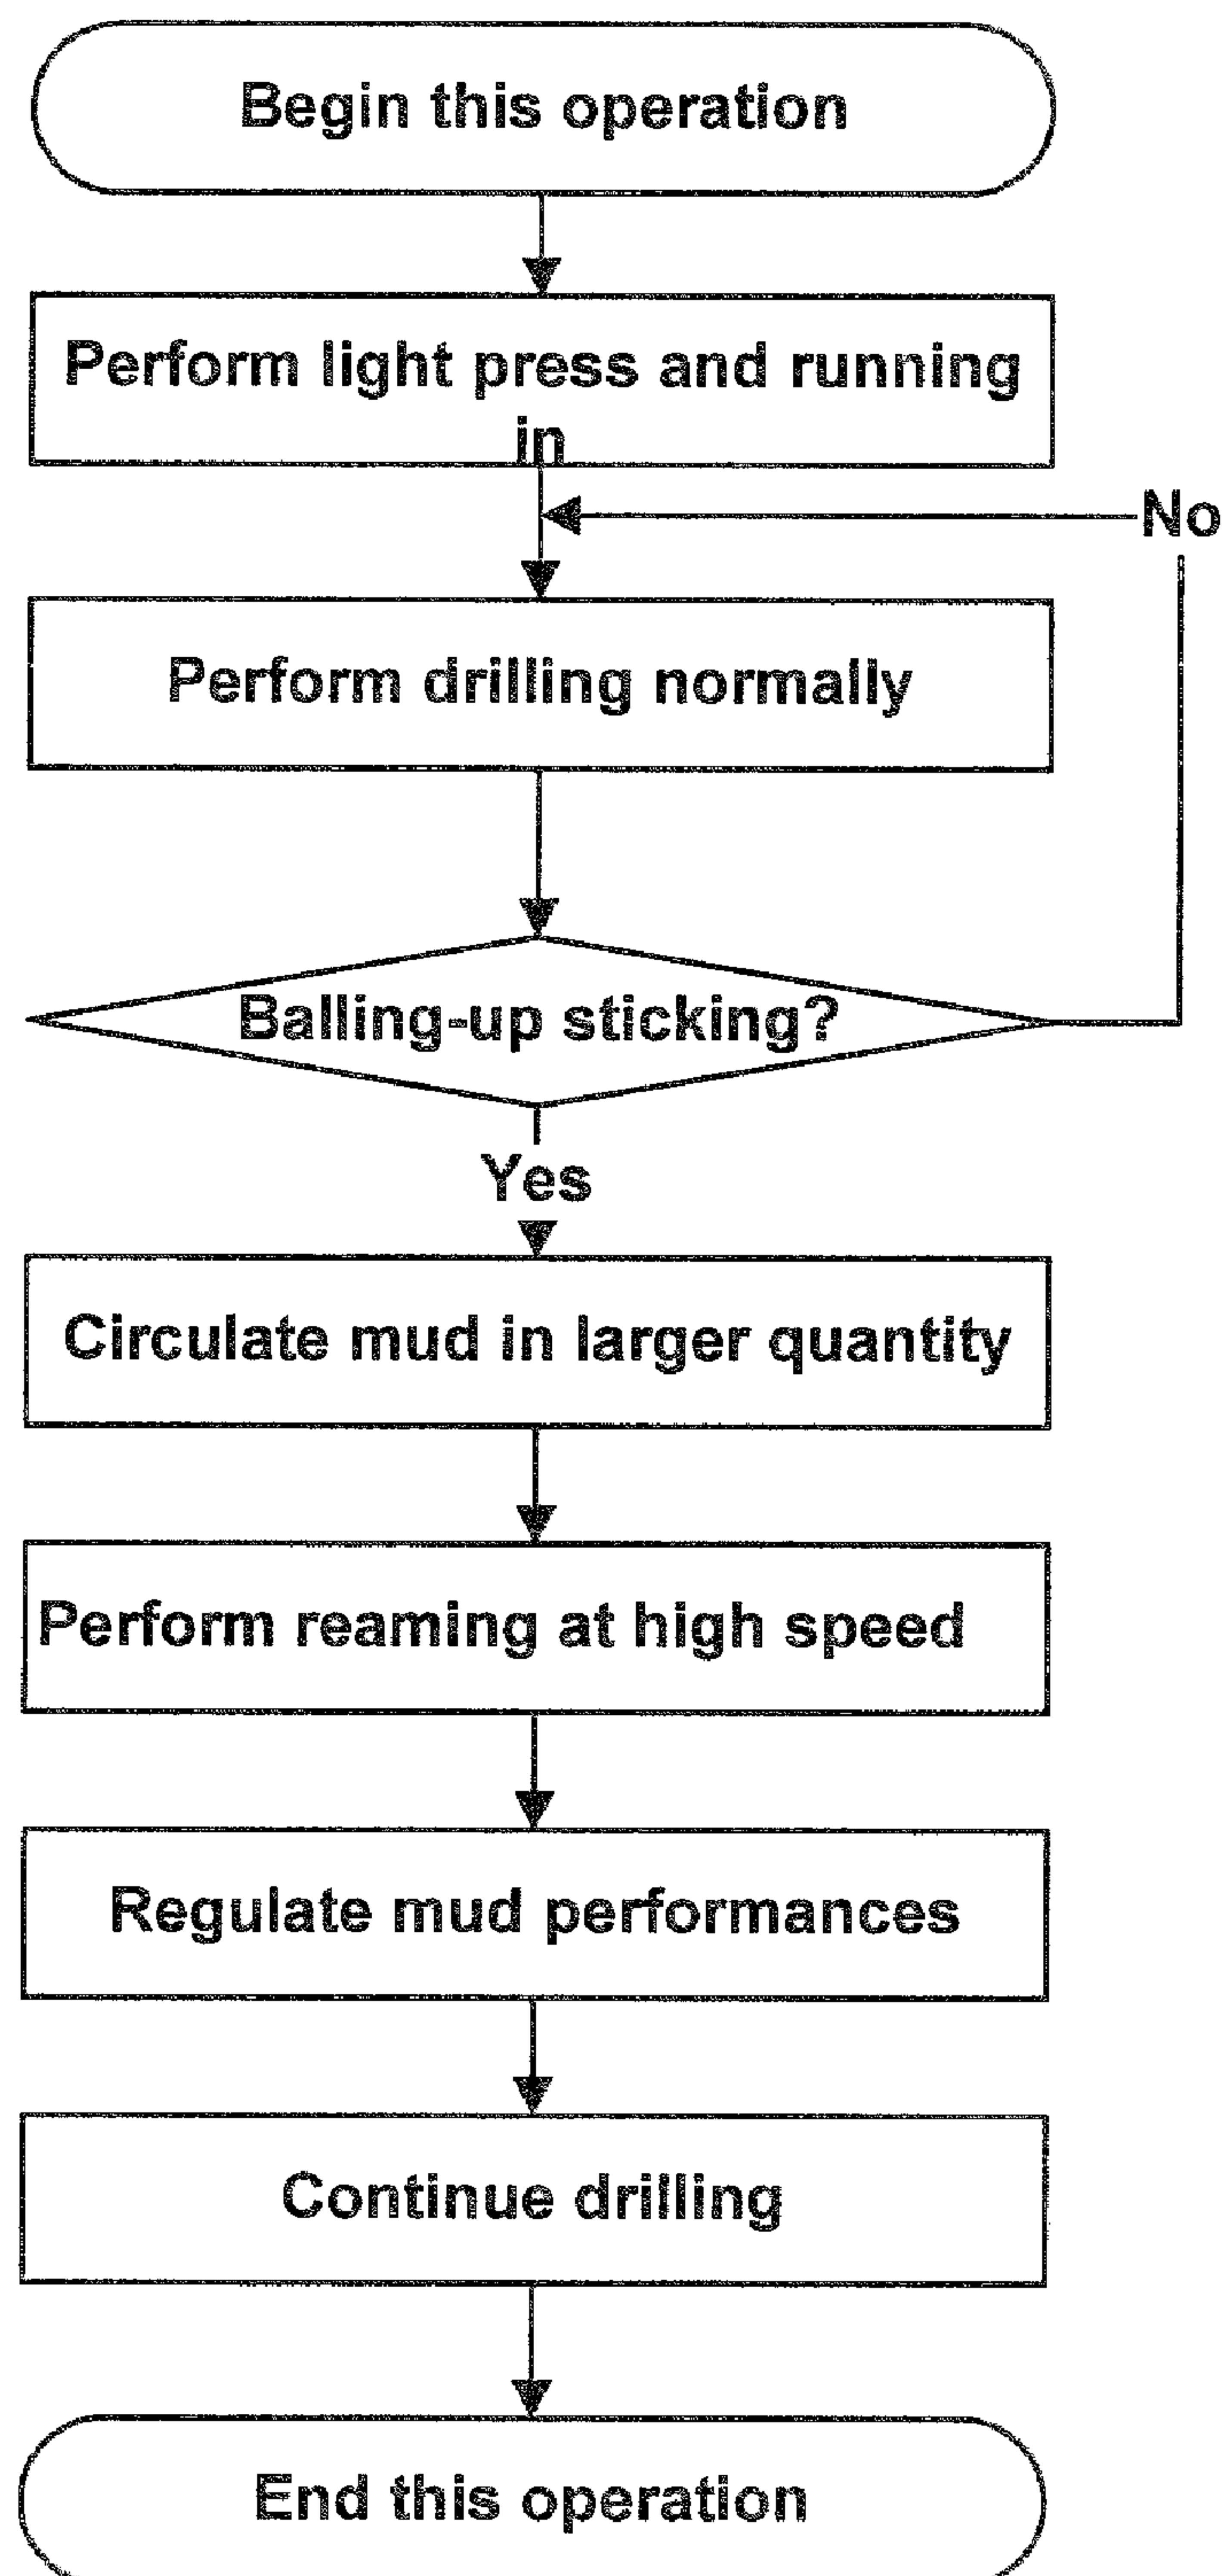 Begin this operation
Perform light press and running
in
No
Perform drilling normally
Balling-up sticking?
Yes
Circulate mud in larger quantity
Perform reaming at high speed
Regulate mud performances
Continue drilling
End this operation